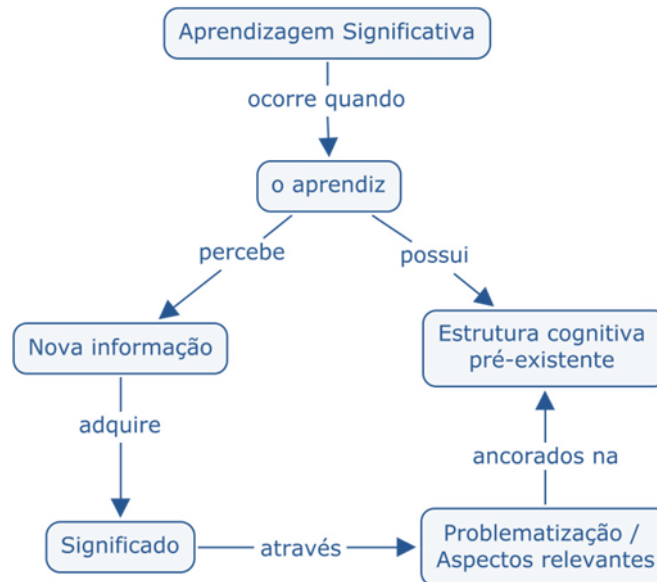 Aprendizagem Significativa
ocorre quando
o aprendiz
percebe
possui
Nova informação
Estrutura cognitiva
pré-existente
adquire
ancorados na
Significado
através
Problematização /
Aspectos relevantes